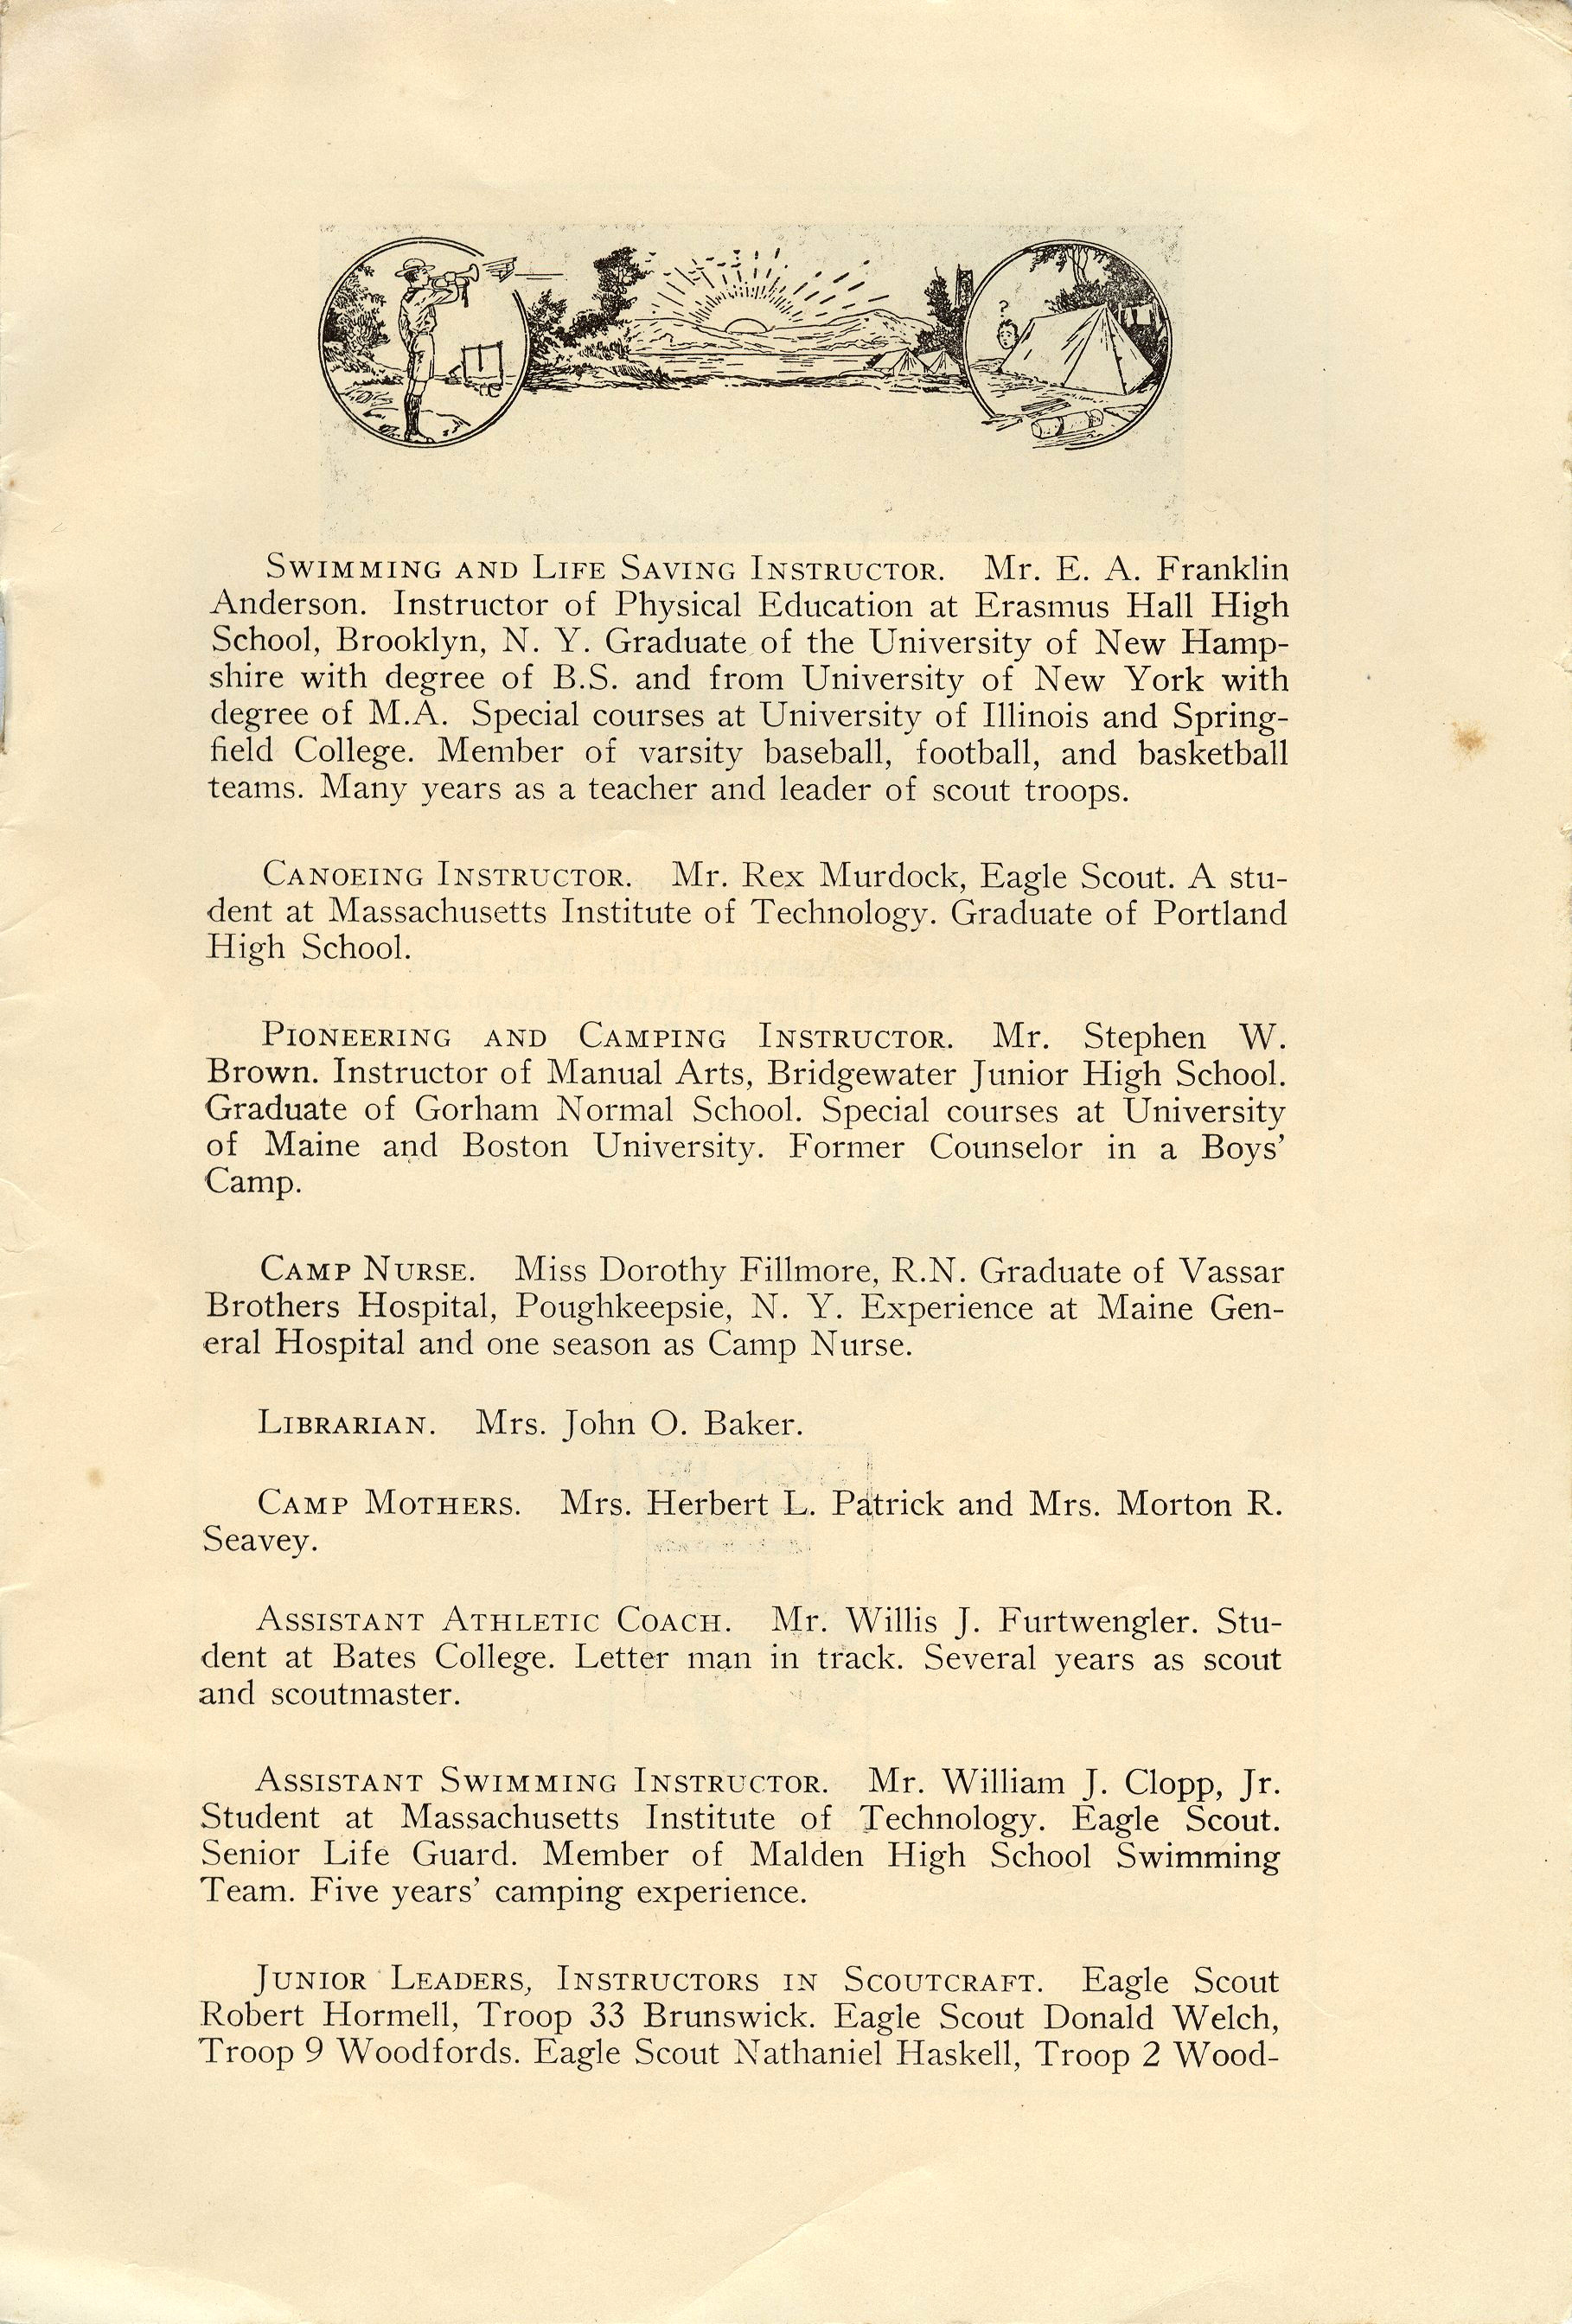 ?
SWIMMING AND LIFE SAVING INSTRUCTOR. Mr. E. A. Franklin
Anderson. Instructor of Physical Education at Erasmus Hall High
School, Brooklyn, N. Y. Graduate of the University of New Hamp-
shire with degree of B.S. and from University of New York with
degree of M.A. Special courses at University of Illinois and Spring-
field College. Member of varsity baseball, football, and basketball
teams. Many years as a teacher and leader of scout troops.
CANOEING INSTRUCTOR. Mr. Rex Murdock, Eagle Scout. A stu-
dent at Massachusetts Institute of Technology. Graduate of Portland
High School.
PIONEERING AND CAMPING INSTRUCTOR. Mr. Stephen W.
Brown. Instructor of Manual Arts, Bridgewater Junior High School.
Graduate of Gorham Normal School. Special courses at University
of Maine and Boston University. Former Counselor in a Boys'
Camp.
CAMP NURSE. Miss Dorothy Fillmore, R.N. Graduate of Vassar
Brothers Hospital, Poughkeepsie, N. Y. Experience at Maine Gen-
eral Hospital and one season as Camp Nurse.
LIBRARIAN. Mrs. John O. Baker.
CAMP MOTHERS. Mrs. Herbert L. Patrick and Mrs. Morton R.
Seavey.
ASSISTANT ATHLETIC COACH. Mr. Willis J. Furtwengler. Stu-
dent at Bates College. Letter man in track. Several years as scout
and scoutmaster.
ASSISTANT SWIMMING INSTRUCTOR. Mr. William J. Clopp, Jr.
Student at Massachusetts Institute of Technology. Eagle Scout.
Senior Life Guard. Member of Malden High School Swimming
Team. Five years' camping experience.
JUNIOR LEADERS, INSTRUCTORS IN SCOUTCRAFT. Eagle Scout
Robert Hormell, Troop 33 Brunswick. Eagle Scout Donald Welch,
Troop 9 Woodfords. Eagle Scout Nathaniel Haskell, Troop 2 Wood-